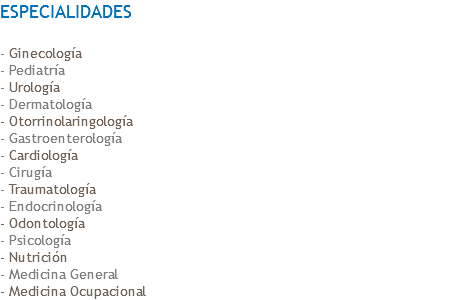 ESPECIALIDADES
- Ginecología
- Pediatría
- Urología
- Dermatología
- Otorrinolaringología
- Gastroenterología
- Cardiología
- Cirugía
- Traumatología
- Endocrinología
- Odontología
- Psicología
- Nutrición
- Medicina General
- Medicina Ocupacional